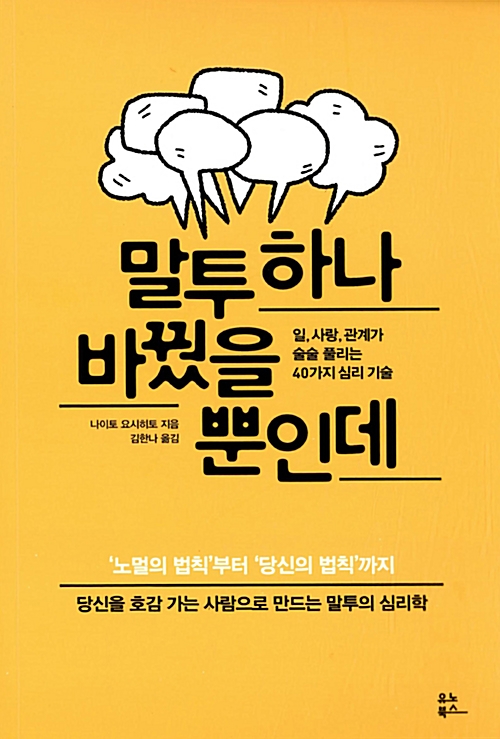 말투 하나
바꿨을
뿐인데
일, 사랑, 관계가
술술 풀리는
40가지 심리 기술
나이토 요시히토 지음
김한나 옮김
‘노멀의 법칙’부터 ‘당신의 법칙’까지
당신을 호감 가는 사람으로 만드는 말투의 심리학
유노
북스